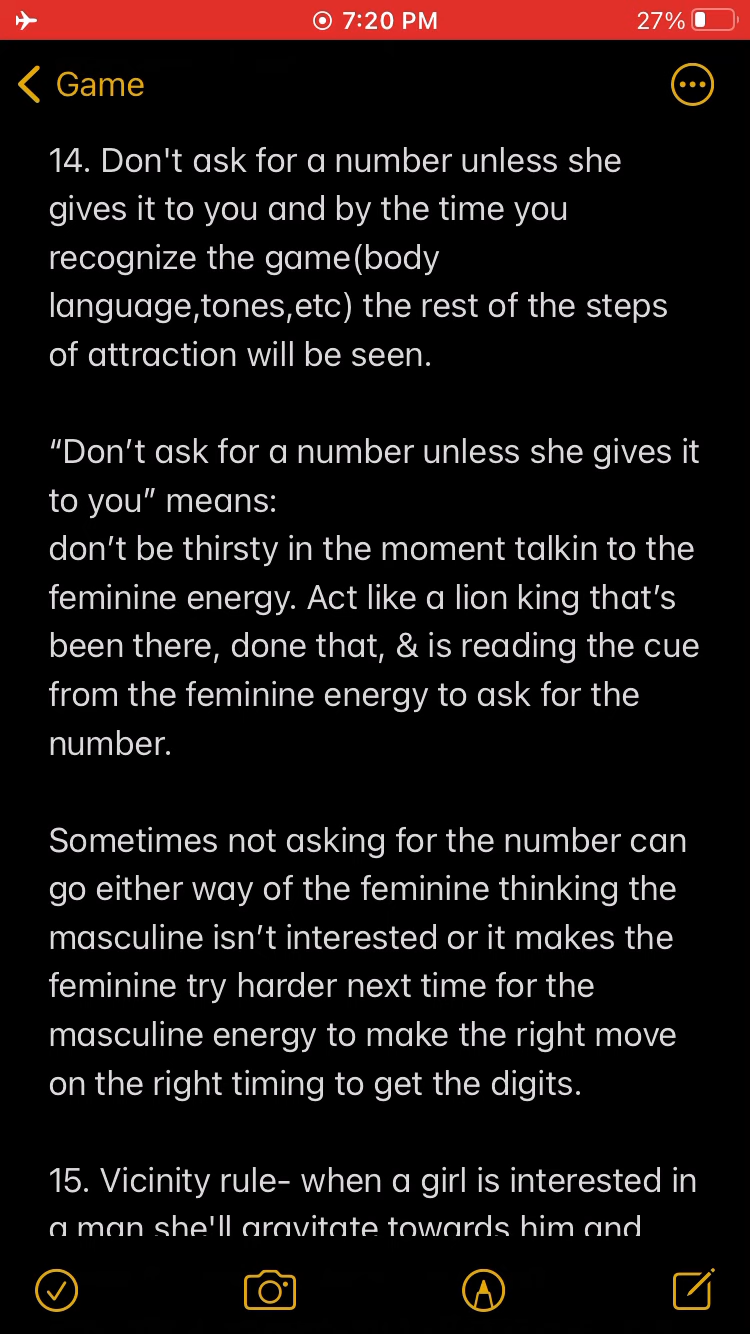 7:20 PM
27%
Game
14. Don't ask for a number unless she
gives it to you and by the time you
recognize the game(body
language,tones,etc) the rest of the steps
of attraction will be seen.
“Don’t ask for a number unless she gives it
to you” means:
don’t be thirsty in the moment talkin to the
feminine energy. Act like a lion king that’s
been there, done that, & is reading the cue
from the feminine energy to ask for the
number.
Sometimes not asking for the number can
go either way of the feminine thinking the
masculine isn’t interested or it makes the
feminine try harder next time for the
masculine energy to make the right move
on the right timing to get the digits.
15. Vicinity rule- when a girl is interested in
a man she'll gravitate towards him and